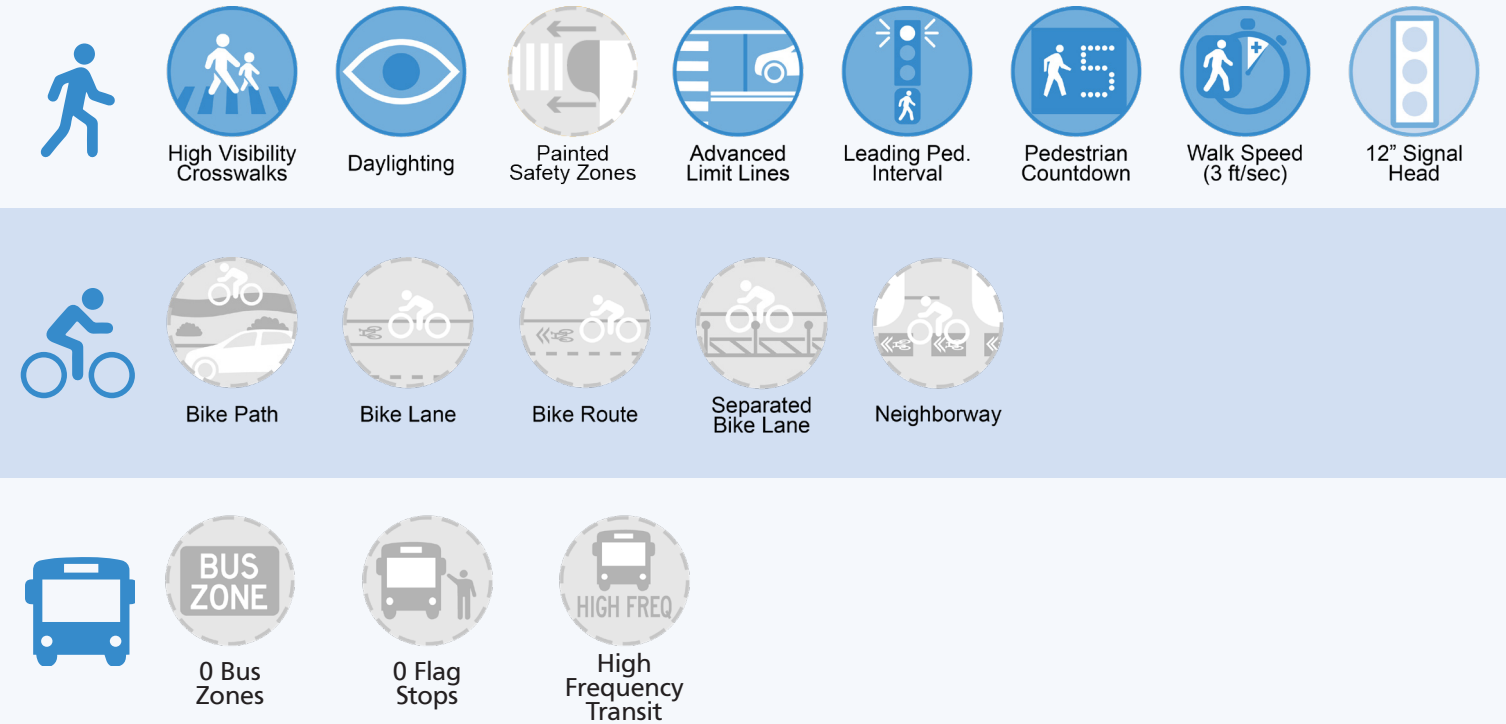 High Visibility
Crosswalks
Daylighting
Painted
Safety Zones
Advanced
Limit Lines
Leading Ped.
Interval
5
Pedestrian
Countdown
Walk Speed
(3 ft/sec)
12” Signal
Head
Bike Path
Bike Lane
Bike Route
Separated
Bike Lane
Neighborway
BUS
ZONE
0 Bus
Zones
0 Flag
Stops
HIGH FREQ
High
Frequency
Transit